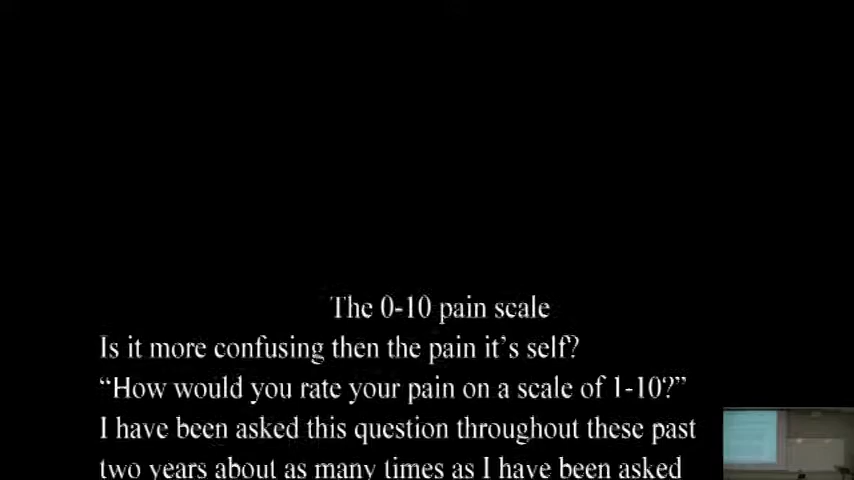 The 0-10 pain scale
Is it more confusing then the pain it’s self?
“How would you rate your pain on a scale of 1-10?”
I have been asked this question throughout these past
two years about as many times as I have been asked